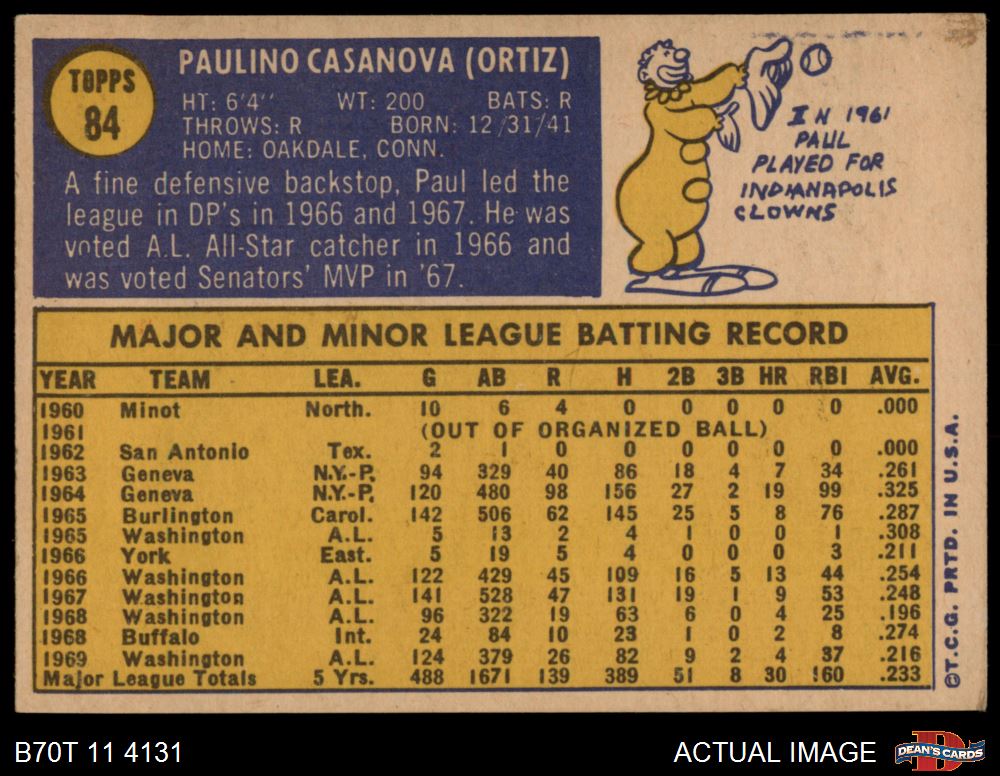 TOPPS
84
PAULINO CASANOVA (ORTIZ)
HT: 6'4'' WT: 200 BATS: R
THROWS: R BORN: 12/31/41
HOME: OAKDALE, CONN.
A fine defensive backstop, Paul led the
league in DP's in 1966 and 1967. He was
voted A.L. All-Star catcher in 1966 and
was voted Senators' MVP in '67.
IN 1961
PAUL
PLAYED FOR
INDIANAPOLIS
CLOWNS
MAJOR AND MINOR LEAGUE BATTING RECORD
YEAR TEAM LEA. G AB R H 2B 3B HR RBI AVG.
1960 Minot North. 10 6 4 0 0 0 0 0 .000
1961 (OUT OF ORGANIZED BALL)
1962 San Antonio Tex. 2 1 0 0 0 0 0 0 .000
1963 Geneva N.Y.-P. 94 329 40 86 18 4 7 34 .261
1964 Geneva N.Y.-P. 120 480 98 156 27 2 19 99 .325
1965 Burlington Carol. 142 506 62 145 25 5 8 76 .287
1965 Washington A.L. 5 13 2 4 1 0 0 1 .308
1966 York East. 5 19 5 4 0 0 0 3 .211
1966 Washington A.L. 122 429 45 109 16 5 13 44 .254
1967 Washington A.L. 141 528 47 131 19 1 9 53 .248
1968 Washington A.L. 96 322 19 63 6 0 4 25 .196
1968 Buffalo Int. 24 84 10 23 1 0 2 8 .274
1969 Washington A.L. 124 379 26 82 9 2 4 37 .216
Major League Totals 5 Yrs. 488 1671 139 389 51 8 30 160 .233
©T.C.G. PRTD. IN U.S.A.
B70T 11 4131
ACTUAL IMAGE
DEAN'S CARDS